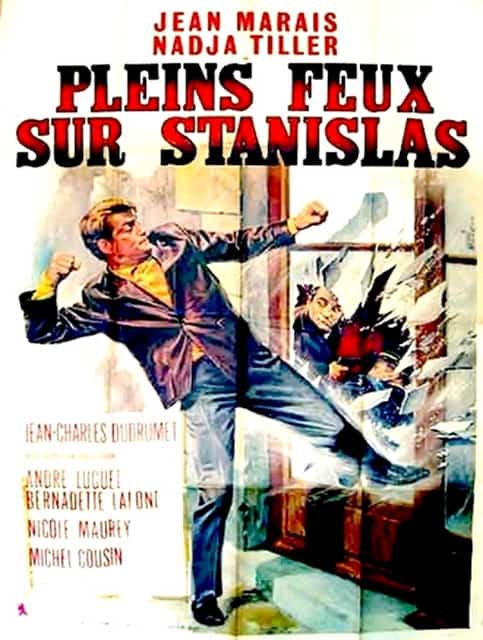 JEAN MARAIS
NADJA TILLER
PLEINS FEUX
SUR STANISLAS
JEAN-CHARLES DUDRUMET
ANDRÉ LUGUET
BERNADETTE LAFONT
NICOLE MAUREY
MICHEL COUSIN